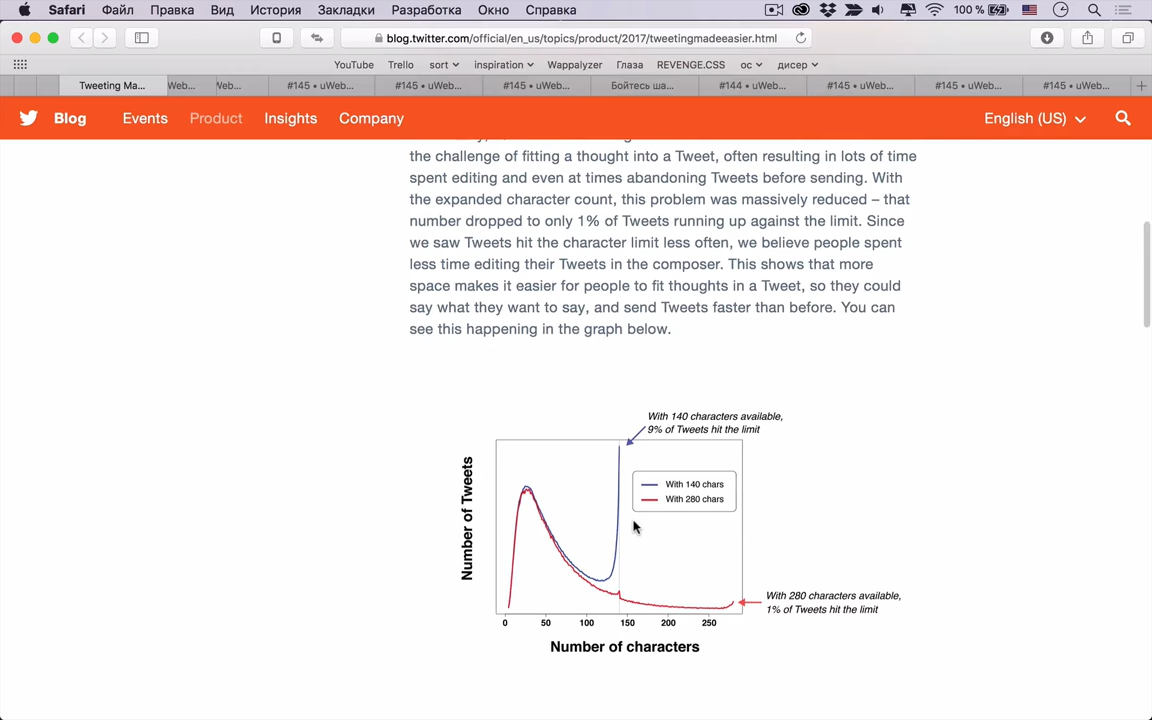 Safari Файл Правка Вид История Закладки Разработка Окно Справка 100 %
blog.twitter.com/official/en_us/topics/product/2017/tweetingmadeeasier.html
YouTube Trello sort inspiration Wappalyzer Глаза REVENGE.CSS ос дисер
Tweeting Ma... Web... Web... #145 • uWeb... #145 • uWeb... #145 • uWeb... Бойтесь ша... #144 • uWeb... #145 • uWeb... #145 • uWeb... #145 • uWeb...
Blog Events Product Insights Company English (US)
the challenge of fitting a thought into a Tweet, often resulting in lots of time
spent editing and even at times abandoning Tweets before sending. With
the expanded character count, this problem was massively reduced – that
number dropped to only 1% of Tweets running up against the limit. Since
we saw Tweets hit the character limit less often, we believe people spent
less time editing their Tweets in the composer. This shows that more
space makes it easier for people to fit thoughts in a Tweet, so they could
say what they want to say, and send Tweets faster than before. You can
see this happening in the graph below.
With 140 characters available,
9% of Tweets hit the limit
Number of Tweets
With 140 chars
With 280 chars
With 280 characters available,
1% of Tweets hit the limit
0 50 100 150 200 250
Number of characters